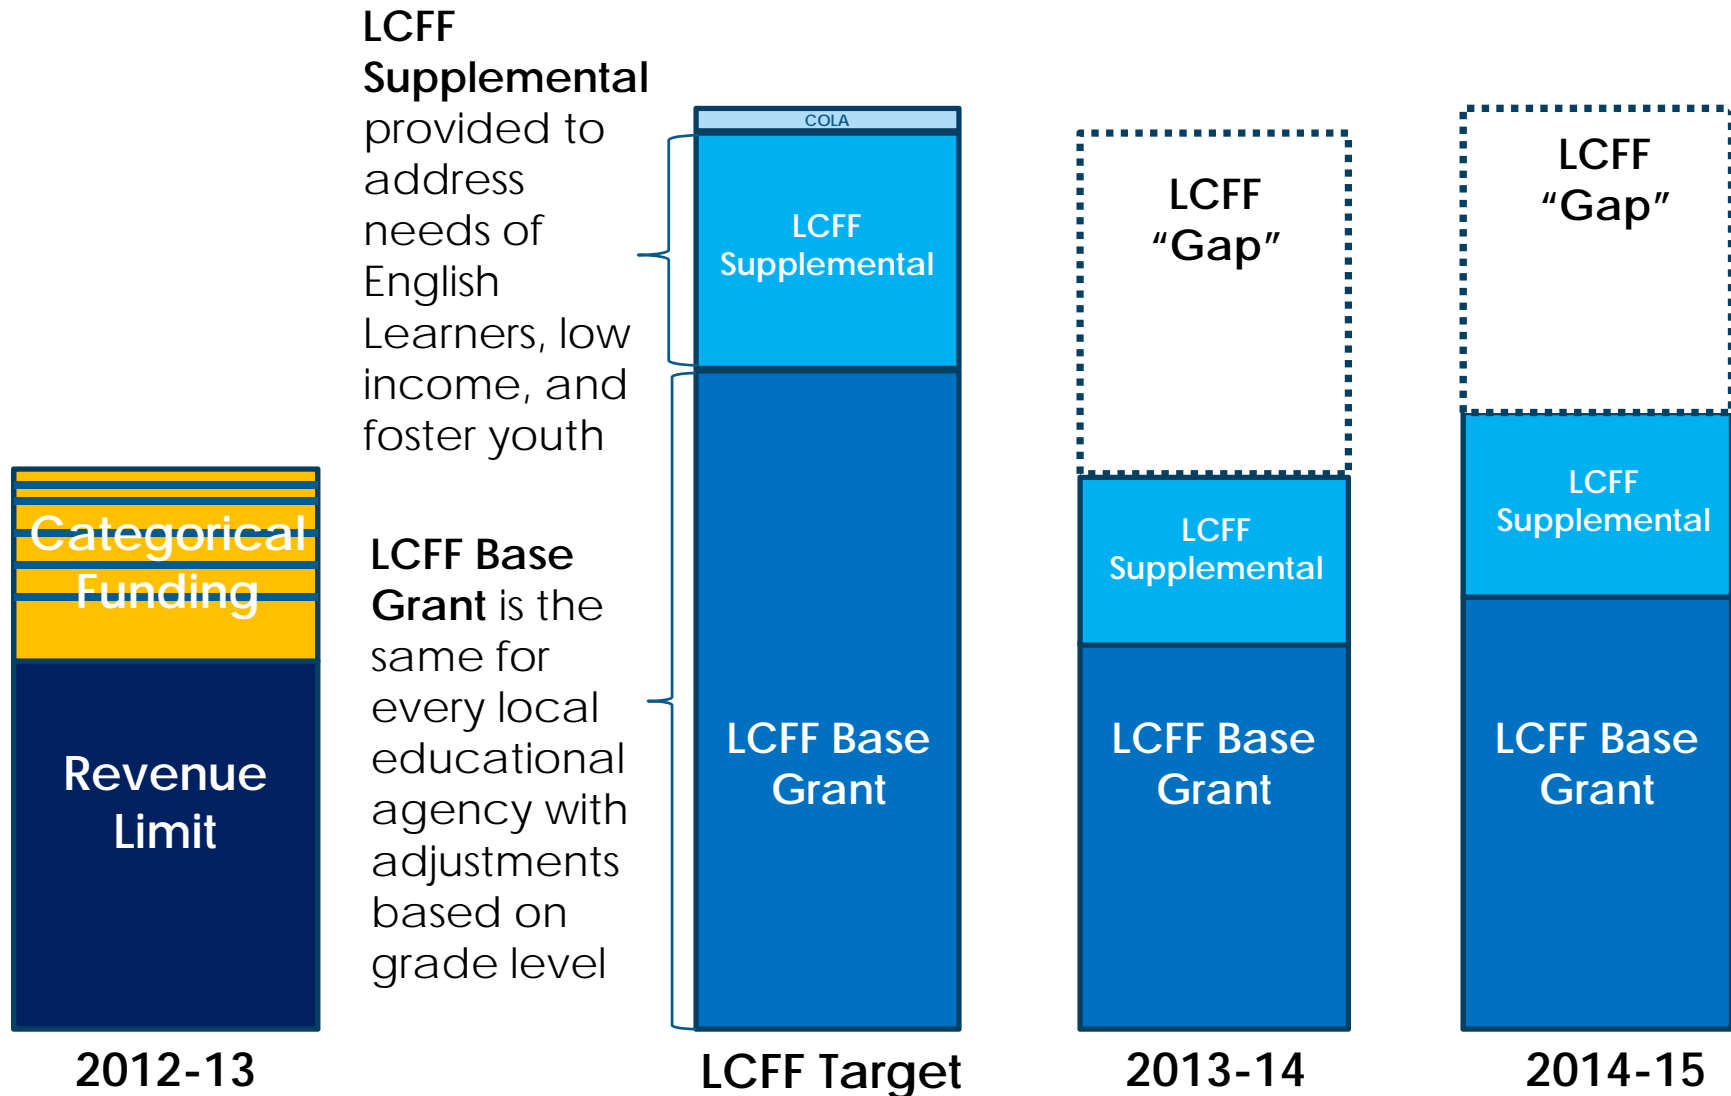 LCFF
Supplemental
provided to
address
needs of
English
Learners, low
income, and
foster youth
LCFF Base
Grant is the
same for
every local
educational
agency with
adjustments
based on
grade level
Categorical
Funding
Revenue
Limit
2012-13
COLA
LCFF
Supplemental
LCFF Base
Grant
LCFF Target
LCFF
“Gap”
LCFF
Supplemental
LCFF Base
Grant
2013-14
LCFF
“Gap”
LCFF
Supplemental
LCFF Base
Grant
2014-15